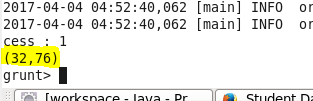 2017-04-04 04:52:40,062 [main] INFO or
2017-04-04 04:52:40,062 [main] INFO or
cess : 1
(32,76)
grunt>
[workspace - Java - Pr... Student Da